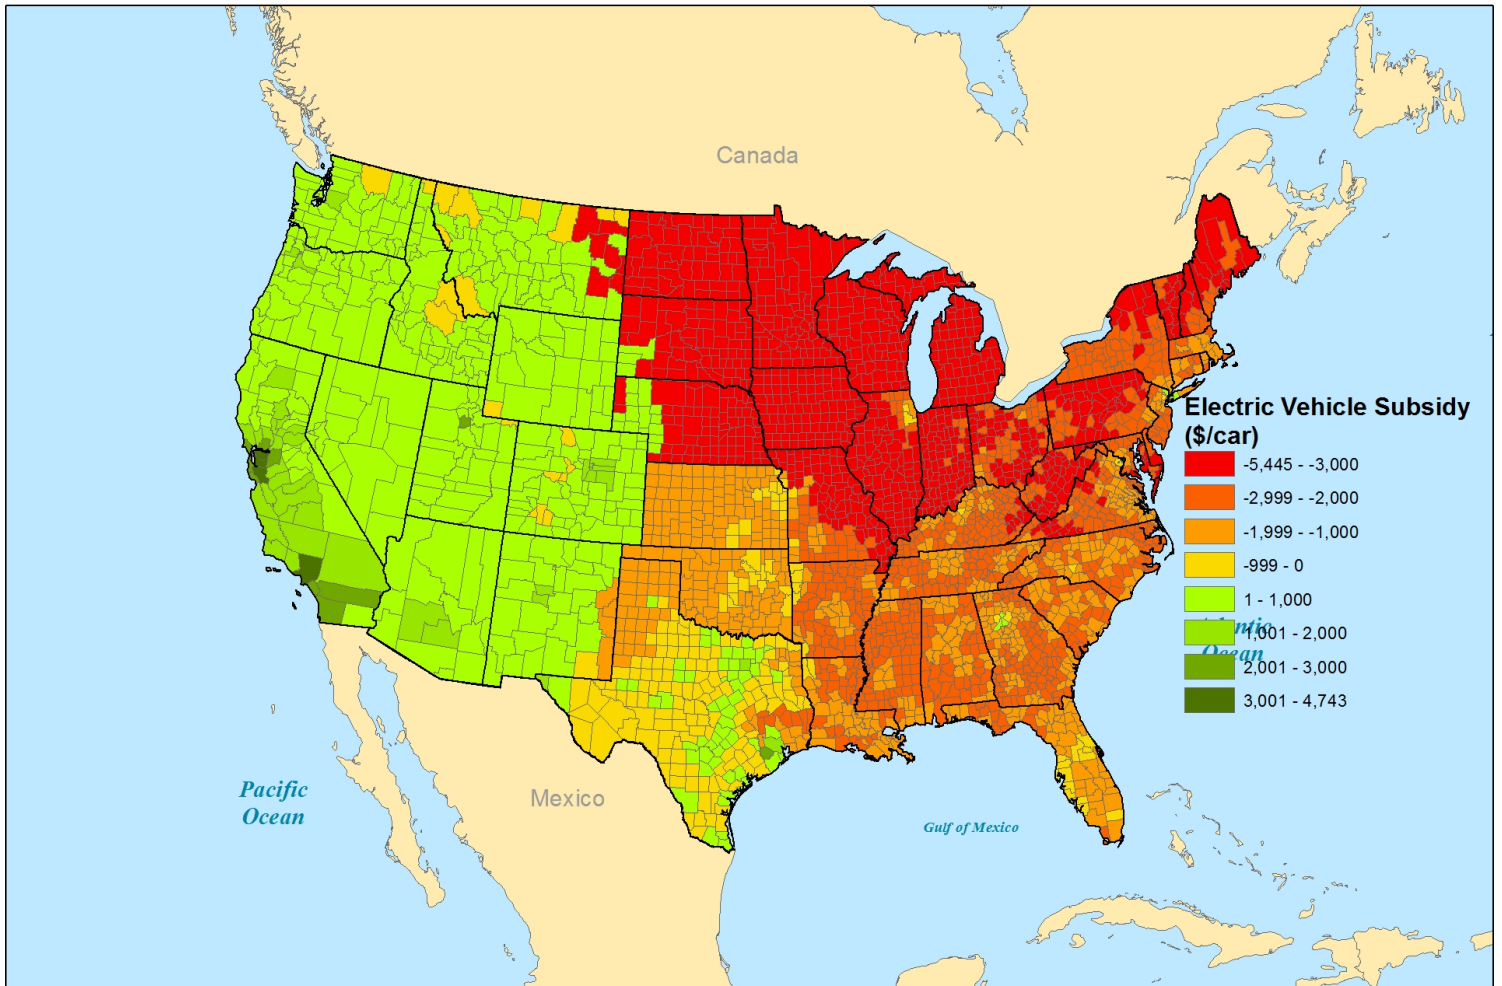 Canada
Electric Vehicle Subsidy
($/car)
-5,445 - -3,000
-2,999 - -2,000
-1,999 - -1,000
-999 - 0
1 - 1,000
1,001 - 2,000
Atlantic
Ocean
2,001 - 3,000
3,001 - 4,743
Pacific
Ocean
Mexico
Gulf of Mexico